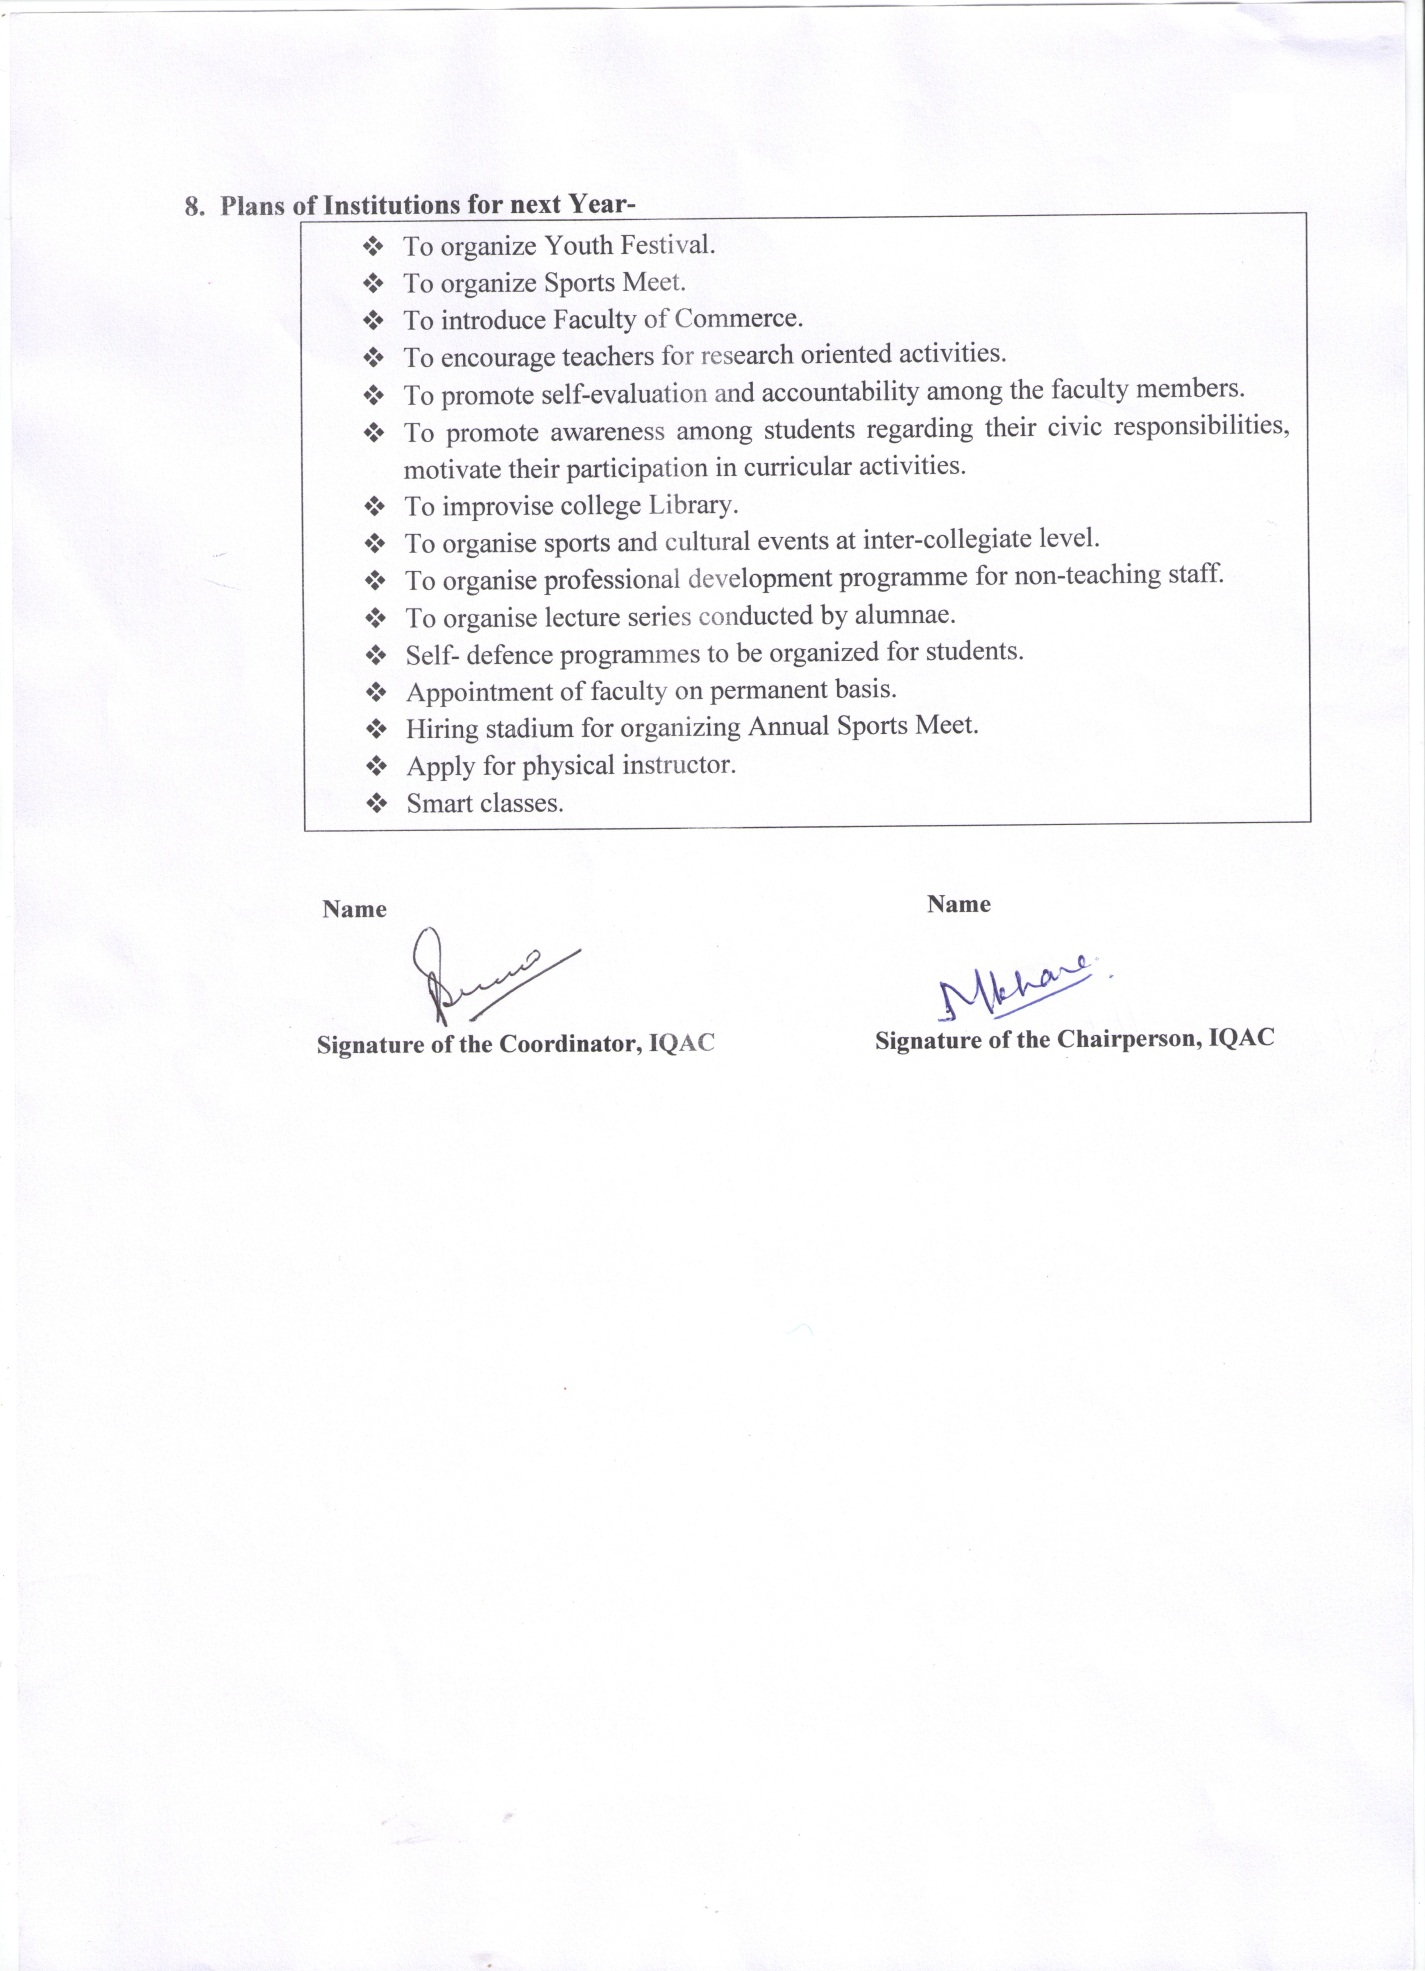 8. Plans of Institutions for next Year-
❖ To organize Youth Festival.
❖ To organize Sports Meet.
❖ To introduce Faculty of Commerce.
❖ To encourage teachers for research oriented activities.
❖ To promote self-evaluation and accountability among the faculty members.
❖ To promote awareness among students regarding their civic responsibilities,
motivate their participation in curricular activities.
❖ To improvise college Library.
❖ To organise sports and cultural events at inter-collegiate level.
❖ To organise professional development programme for non-teaching staff.
❖ To organise lecture series conducted by alumnae.
❖ Self- defence programmes to be organized for students.
❖ Appointment of faculty on permanent basis.
❖ Hiring stadium for organizing Annual Sports Meet.
❖ Apply for physical instructor.
❖ Smart classes.
Name Name
Signature of the Coordinator, IQAC Signature of the Chairperson, IQAC